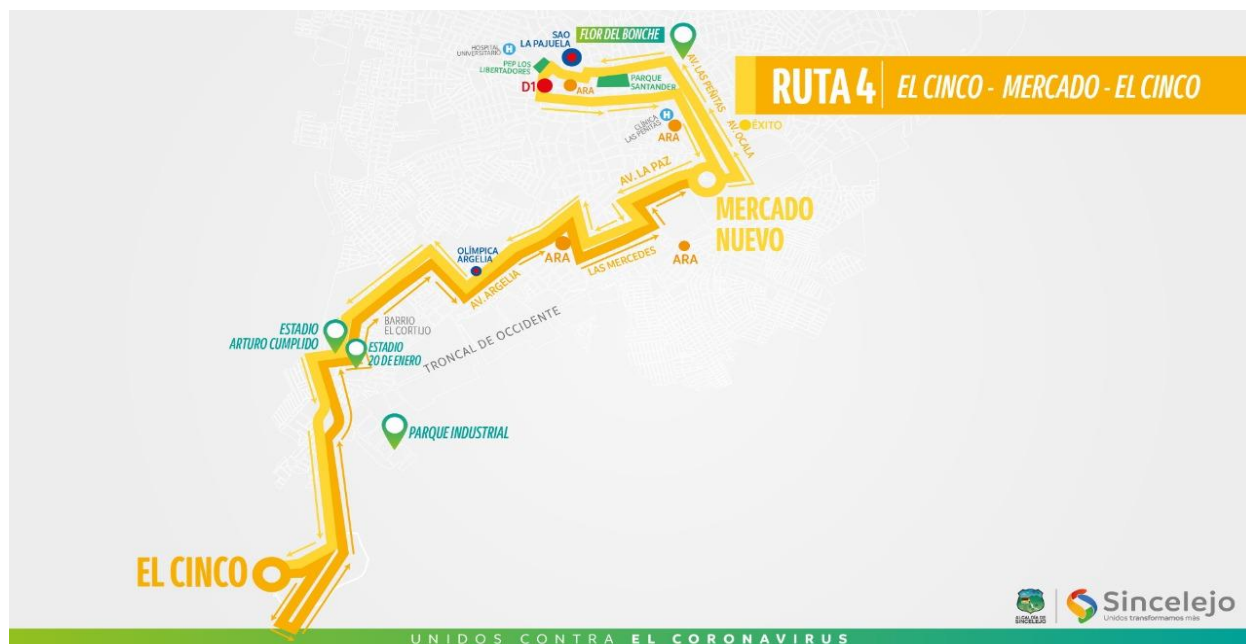 RUTA 4 | EL CINCO - MERCADO - EL CINCO
SAO
LA PAJUELA
FLOR DEL BONCHE
HOSPITAL
UNIVERSITARIO
H
PEP LOS
LIBERTADORES
D1
ARA
PARQUE
SANTANDER
AV. LAS PEÑITAS
CLÍNICA
LAS PEÑITAS
H
ARA
ÉXITO
AV OCALA
AV. LA PAZ
MERCADO
NUEVO
OLÍMPICA
ARGELIA
ARA
LAS MERCEDES
ARA
AV. ARGELIA
BARRIO
EL CORTIJO
TRONCAL DE OCCIDENTE
ESTADIO
ARTURO CUMPLIDO
ESTADIO
20 DE ENERO
PARQUE INDUSTRIAL
EL CINCO
ALCALDÍA DE
SINCELEJO
Sincelejo
Unidos transformamos más
UNIDOS CONTRA EL CORONAVIRUS